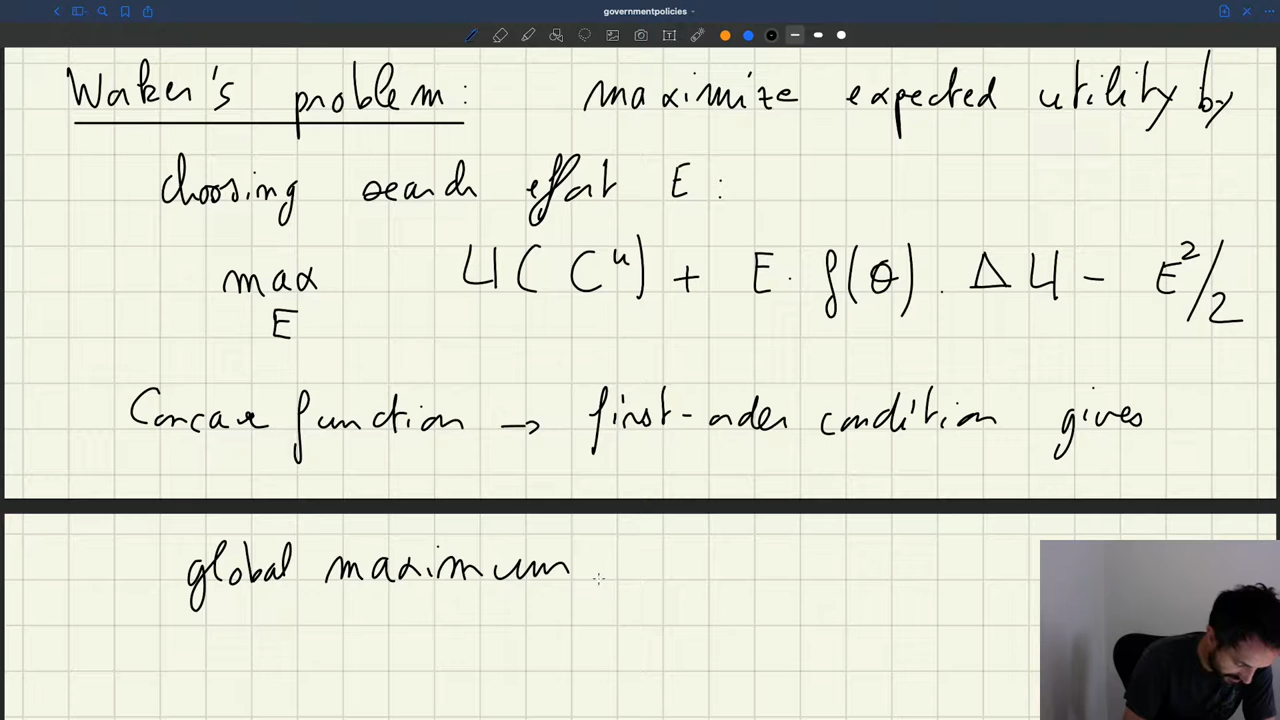 governmentpolicies
Worker's problem: maximize expected utility by
choosing search effort E:
max U(C^u) + E · f(θ) · ΔU - E^2/2
E
Concave function → first-order condition gives
global maximum